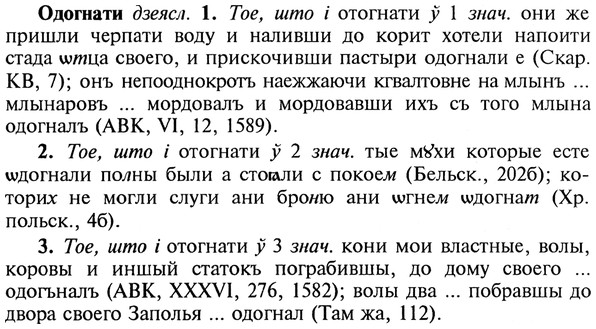 Одогнати дзеясл. 1. Тое, што і отогнати ў 1 знач. они же
пришли черпати воду и наливши до корит хотели напоити
стада ѡтца своего, и прискочивши пастыри одогнали е (Скар.
КВ, 7); онъ непооднокротъ наежжаючи кгвалтовне на млынъ ...
млынаровъ ... мордовалъ и мордовавши ихъ съ того млына
одогналъ (АВК, VI, 12, 1589).
2. Тое, што і отогнати ў 2 знач. тые мꙋхи которые есте
ѡдогнали полны были а стоꙗли с покоем (Бельск., 202б); ко-
торих не могли слуги ани броню ани ѡгнем ѡдогнат (Хр.
польск., 4б).
3. Тое, што і отогнати ў 3 знач. кони мои властные, волы,
коровы и иншый статокъ пограбившы, до дому своего ...
одогъналъ (АВК, XXXVI, 276, 1582); волы два ... побравшы до
двора своего Заполья ... одогнал (Там жа, 112).